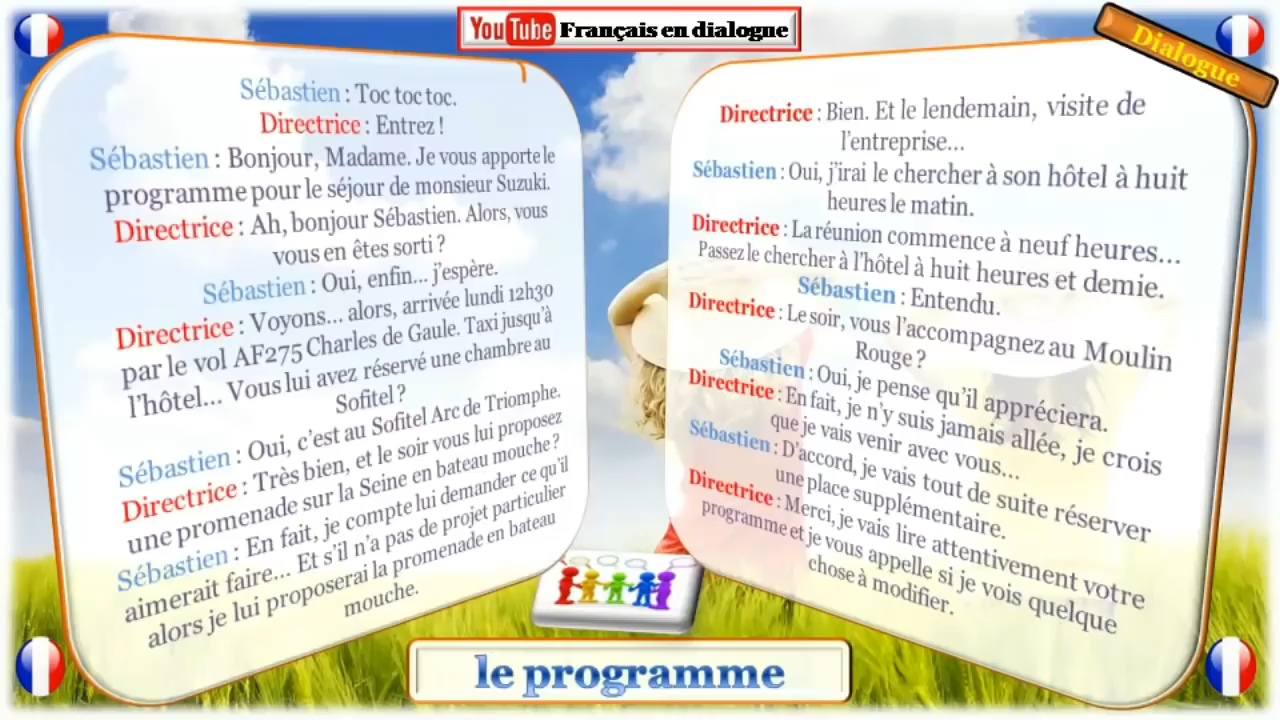 YouTube Français en dialogue
Dialogue
Sébastien : Toc toc toc.
Directrice : Entrez !
Sébastien : Bonjour, Madame. Je vous apporte le
programme pour le séjour de monsieur Suzuki.
Directrice : Ah, bonjour Sébastien. Alors, vous
vous en êtes sorti ?
Sébastien : Oui, enfin... j'espère.
Directrice : Voyons... alors, arrivée lundi 12h30
par le vol AF275 Charles de Gaule. Taxi jusqu'à
l'hôtel... Vous lui avez réservé une chambre au
Sofitel ?
Sébastien : Oui, c'est au Sofitel Arc de Triomphe.
Directrice : Très bien, et le soir vous lui proposez
une promenade sur la Seine en bateau mouche ?
Sébastien : En fait, je compte lui demander ce qu'il
aimerait faire... Et s'il n'a pas de projet particulier
alors je lui proposerai la promenade en bateau
mouche.
Directrice : Bien. Et le lendemain, visite de
l'entreprise...
Sébastien : Oui, j'irai le chercher à son hôtel à huit
heures le matin.
Directrice : La réunion commence à neuf heures...
Passez le chercher à l'hôtel à huit heures et demie.
Sébastien : Entendu.
Directrice : Le soir, vous l'accompagnez au Moulin
Rouge ?
Sébastien : Oui, je pense qu'il appréciera.
Directrice : En fait, je n'y suis jamais allée, je crois
que je vais venir avec vous...
Sébastien : D'accord, je vais tout de suite réserver
une place supplémentaire.
Directrice : Merci, je vais lire attentivement votre
programme et je vous appelle si je vois quelque
chose à modifier.
le programme